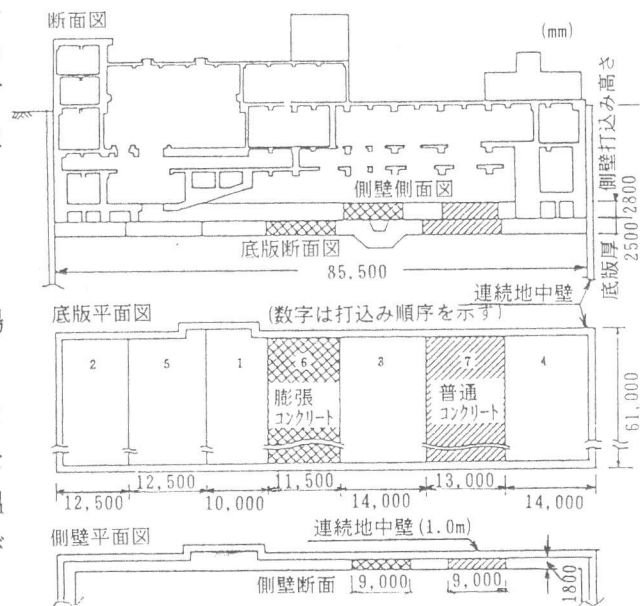 断面図
(mm)
側壁打込み高さ
2800
側壁側面図
底版断面図
底版厚
2500
85,500
連続地中壁
底版平面図
(数字は打込み順序を示す)
2
5
1
6
3
7
4
膨張
コンクリート
普通
コンクリート
61,000
12,500
12,500
10,000
11,500
14,000
13,000
14,000
側壁平面図
連続地中壁(1.0m)
側壁断面
9,000
9,000
1800